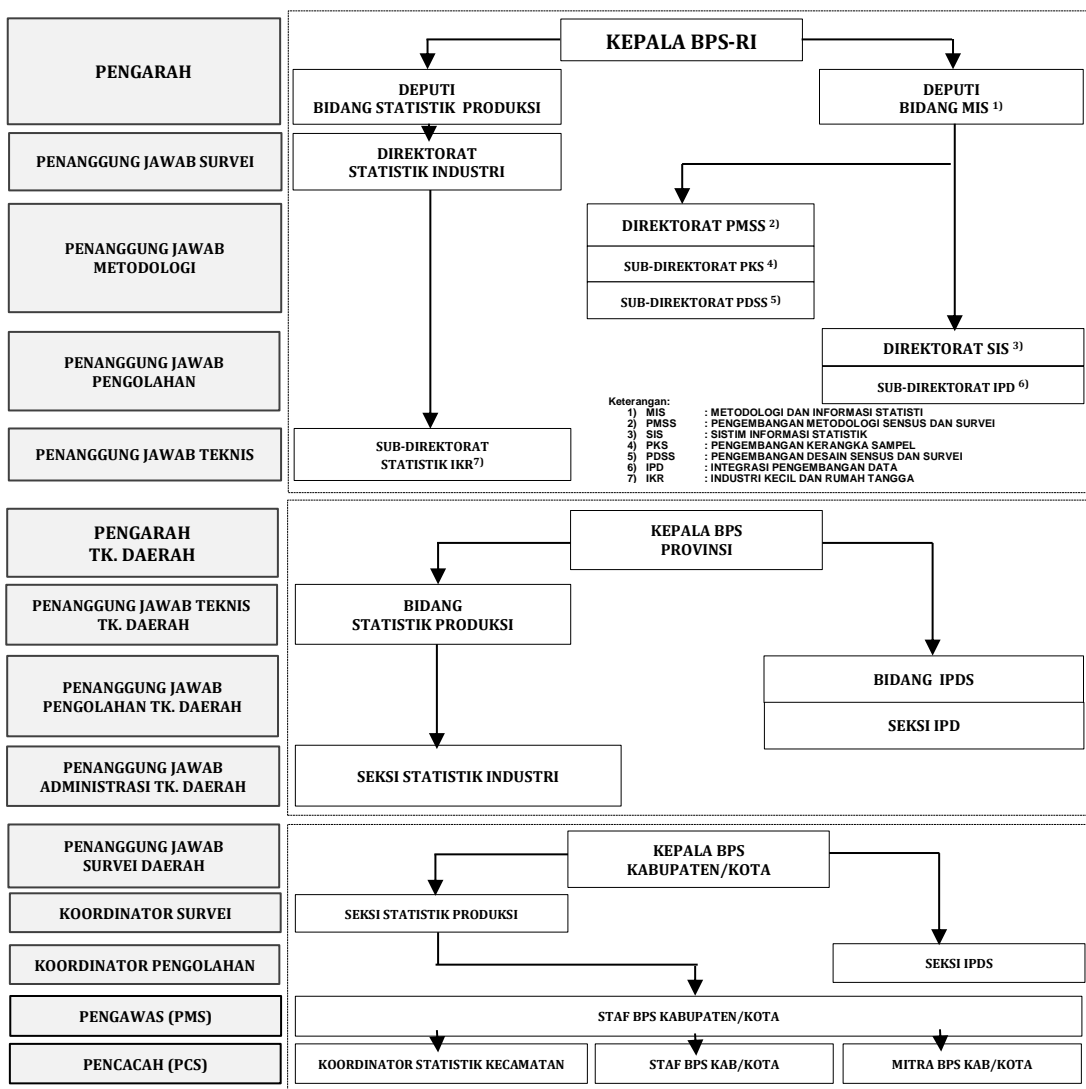 PENGARAH
KEPALA BPS-RI
DEPUTI
BIDANG STATISTIK PRODUKSI
DEPUTI
BIDANG MIS 1)
PENANGGUNG JAWAB SURVEI
DIREKTORAT
STATISTIK INDUSTRI
PENANGGUNG JAWAB
METODOLOGI
DIREKTORAT PMSS 2)
SUB-DIREKTORAT PKS 4)
SUB-DIREKTORAT PDSS 5)
PENANGGUNG JAWAB
PENGOLAHAN
DIREKTORAT SIS 3)
SUB-DIREKTORAT IPD 6)
Keterangan:
1) MIS : METODOLOGI DAN INFORMASI STATISTI
2) PMSS : PENGEMBANGAN METODOLOGI SENSUS DAN SURVEI
3) SIS : SISTIM INFORMASI STATISTIK
4) PKS : PENGEMBANGAN KERANGKA SAMPEL
5) PDSS : PENGEMBANGAN DESAIN SENSUS DAN SURVEI
6) IPD : INTEGRASI PENGEMBANGAN DATA
7) IKR : INDUSTRI KECIL DAN RUMAH TANGGA
PENANGGUNG JAWAB TEKNIS
SUB-DIREKTORAT
STATISTIK IKR7)
PENGARAH
TK. DAERAH
KEPALA BPS
PROVINSI
PENANGGUNG JAWAB TEKNIS
TK. DAERAH
BIDANG
STATISTIK PRODUKSI
PENANGGUNG JAWAB
PENGOLAHAN TK. DAERAH
BIDANG IPDS
SEKSI IPD
PENANGGUNG JAWAB
ADMINISTRASI TK. DAERAH
SEKSI STATISTIK INDUSTRI
PENANGGUNG JAWAB
SURVEI DAERAH
KEPALA BPS
KABUPATEN/KOTA
KOORDINATOR SURVEI
SEKSI STATISTIK PRODUKSI
KOORDINATOR PENGOLAHAN
SEKSI IPDS
PENGAWAS (PMS)
STAF BPS KABUPATEN/KOTA
PENCACAH (PCS)
KOORDINATOR STATISTIK KECAMATAN
STAF BPS KAB/KOTA
MITRA BPS KAB/KOTA